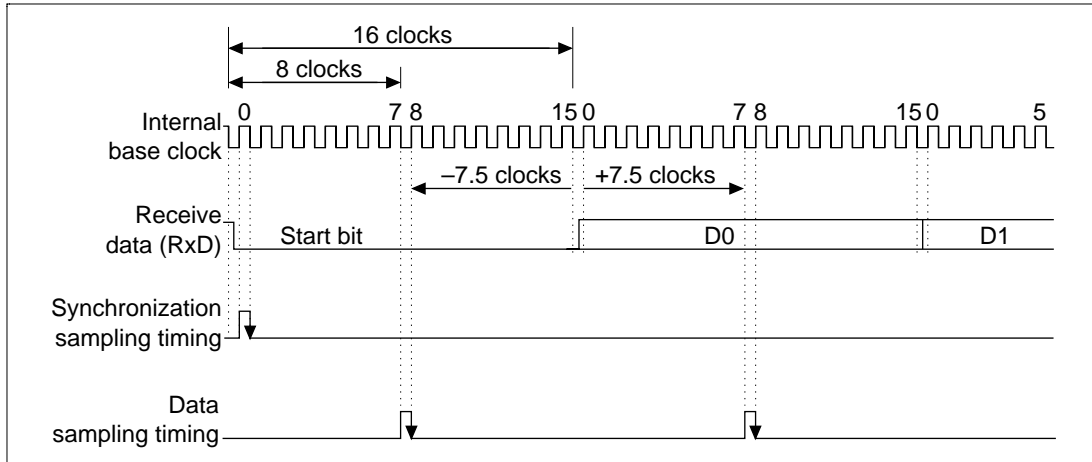 16 clocks
8 clocks
0 7 8 15 0 7 8 15 0 5
Internal
base clock
–7.5 clocks +7.5 clocks
Receive
data (RxD)
Start bit D0 D1
Synchronization
sampling timing
Data
sampling timing